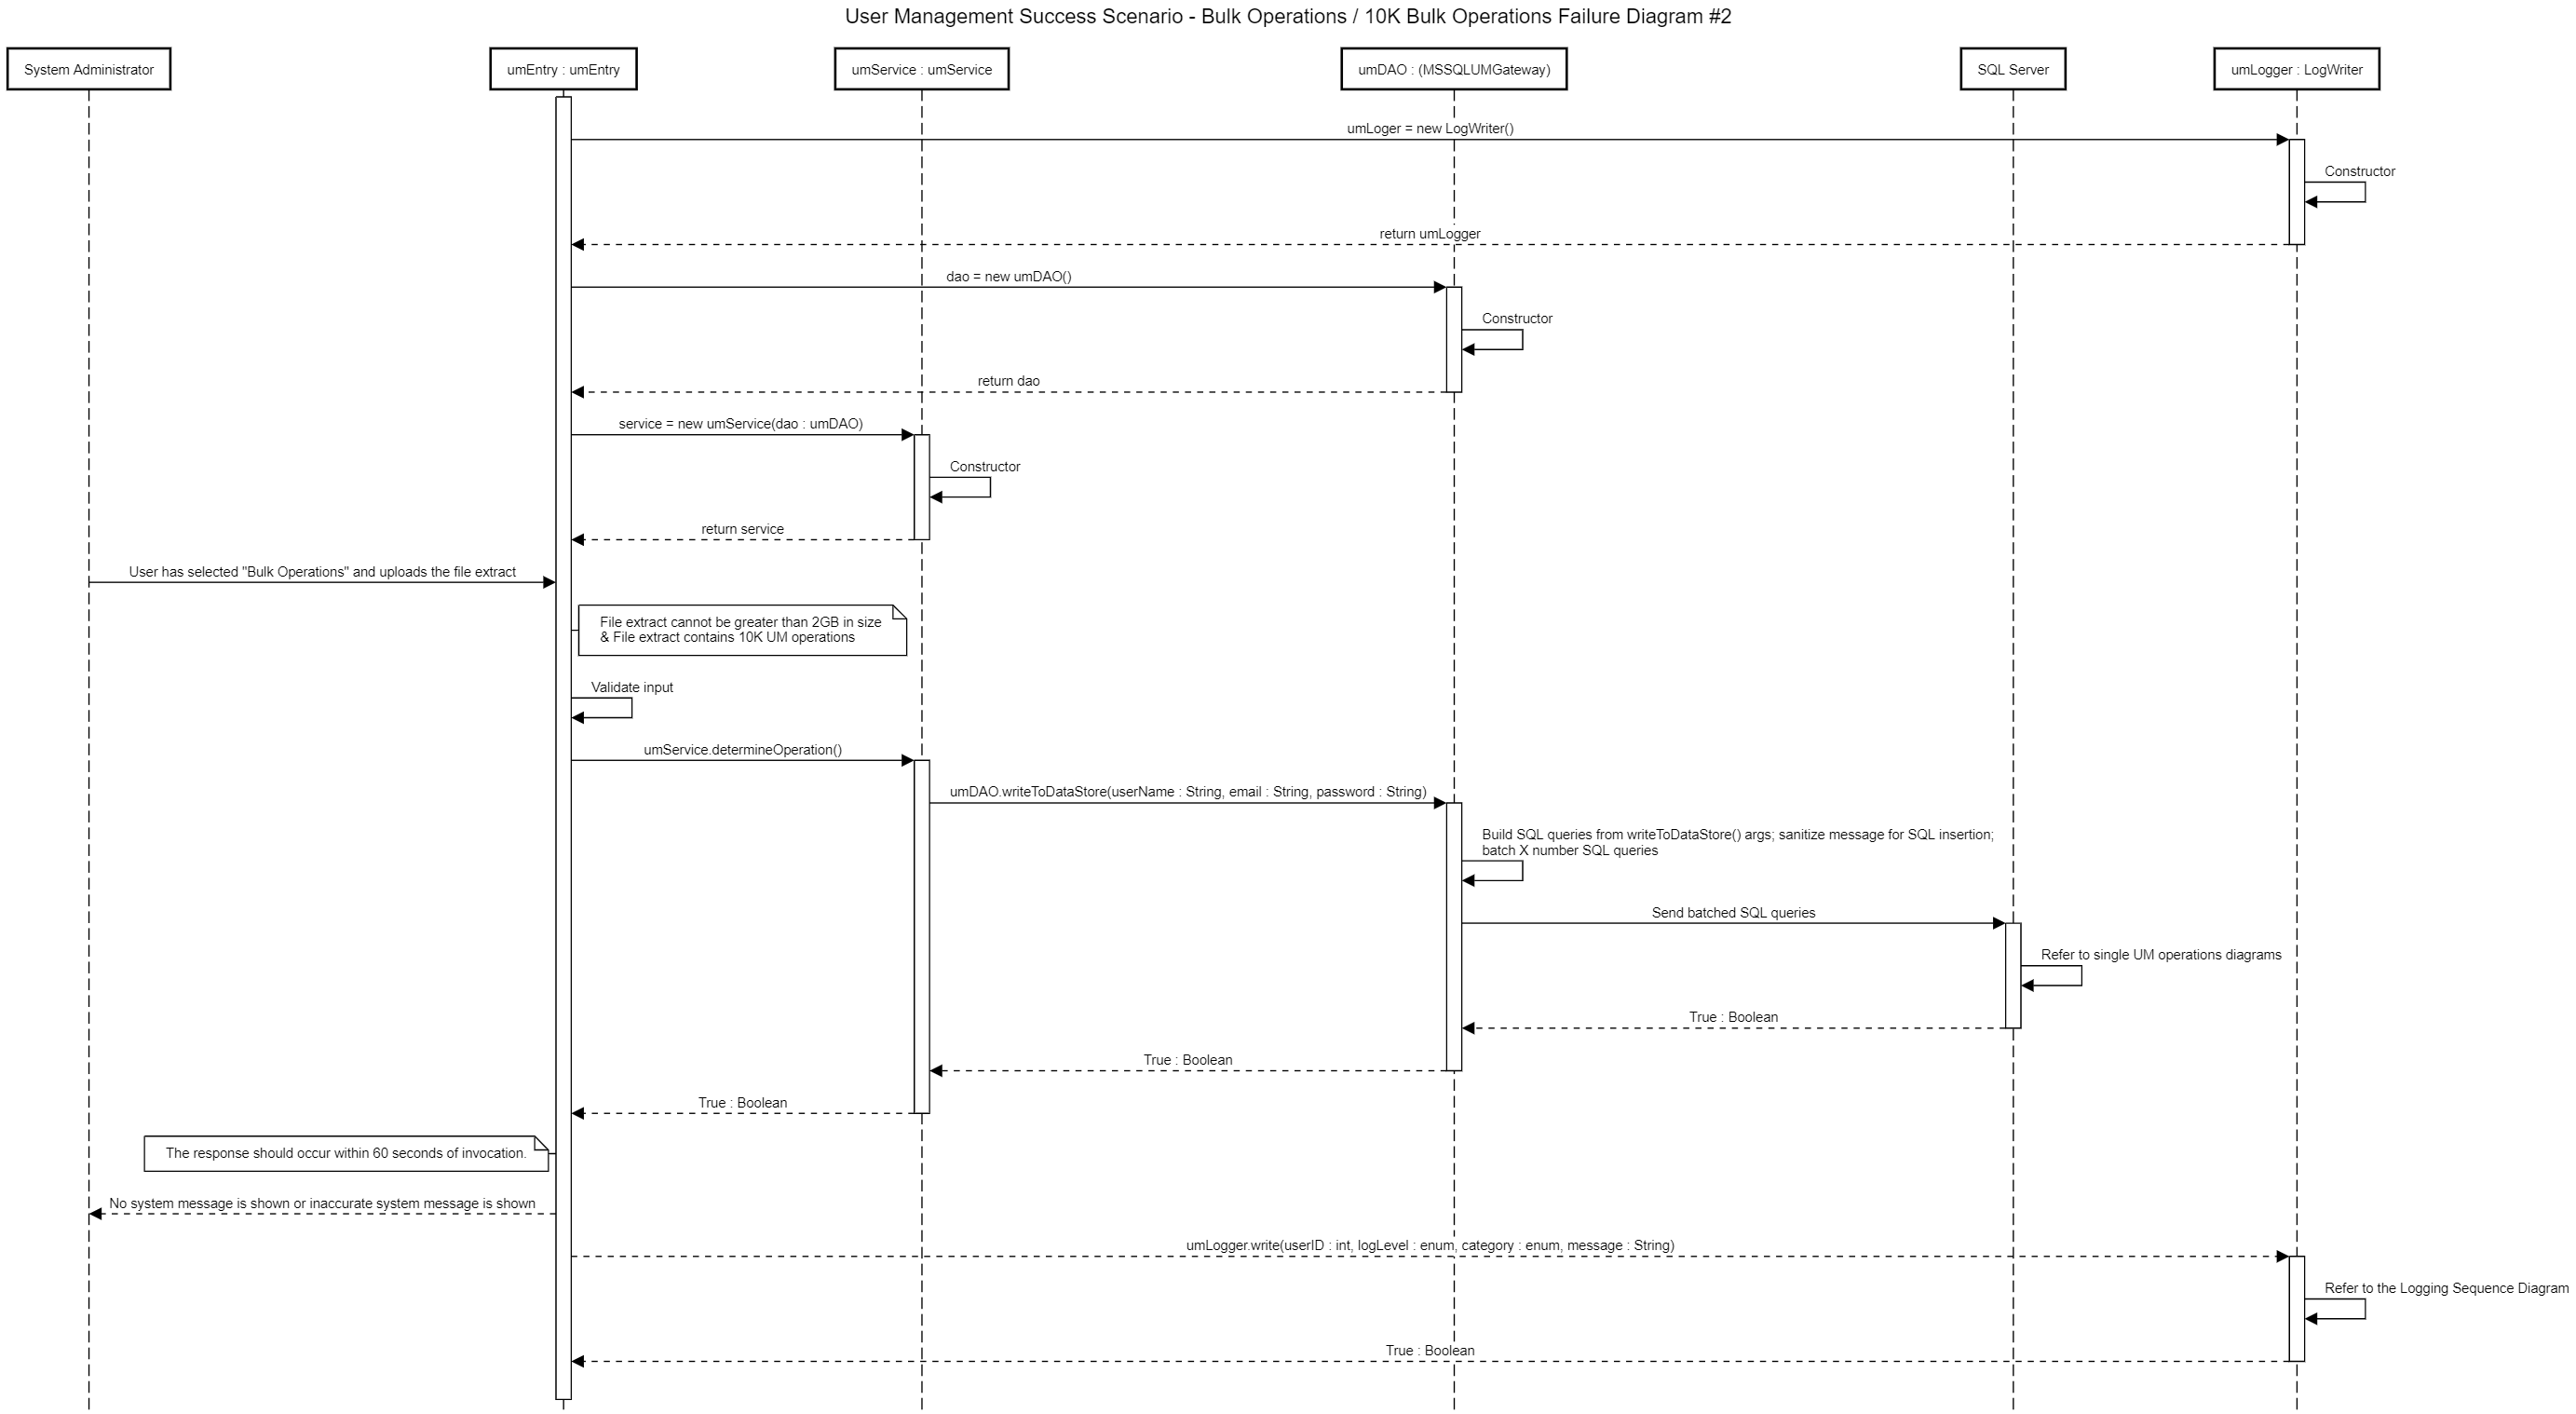 User Management Success Scenario - Bulk Operations / 10K Bulk Operations Failure Diagram #2
System Administrator
umEntry : umEntry
umService : umService
umDAO : (MSSQLUMGateway)
SQL Server
umLogger : LogWriter
umLoger = new LogWriter()
Constructor
return umLogger
dao = new umDAO()
Constructor
return dao
service = new umService(dao : umDAO)
Constructor
return service
User has selected "Bulk Operations" and uploads the file extract
File extract cannot be greater than 2GB in size
& File extract contains 10K UM operations
Validate input
umService.determineOperation()
umDAO.writeToDataStore(userName : String, email : String, password : String)
Build SQL queries from writeToDataStore() args; sanitize message for SQL insertion;
batch X number SQL queries
Send batched SQL queries
Refer to single UM operations diagrams
True : Boolean
True : Boolean
True : Boolean
The response should occur within 60 seconds of invocation.
No system message is shown or inaccurate system message is shown
umLogger.write(userID : int, logLevel : enum, category : enum, message : String)
Refer to the Logging Sequence Diagram
True : Boolean